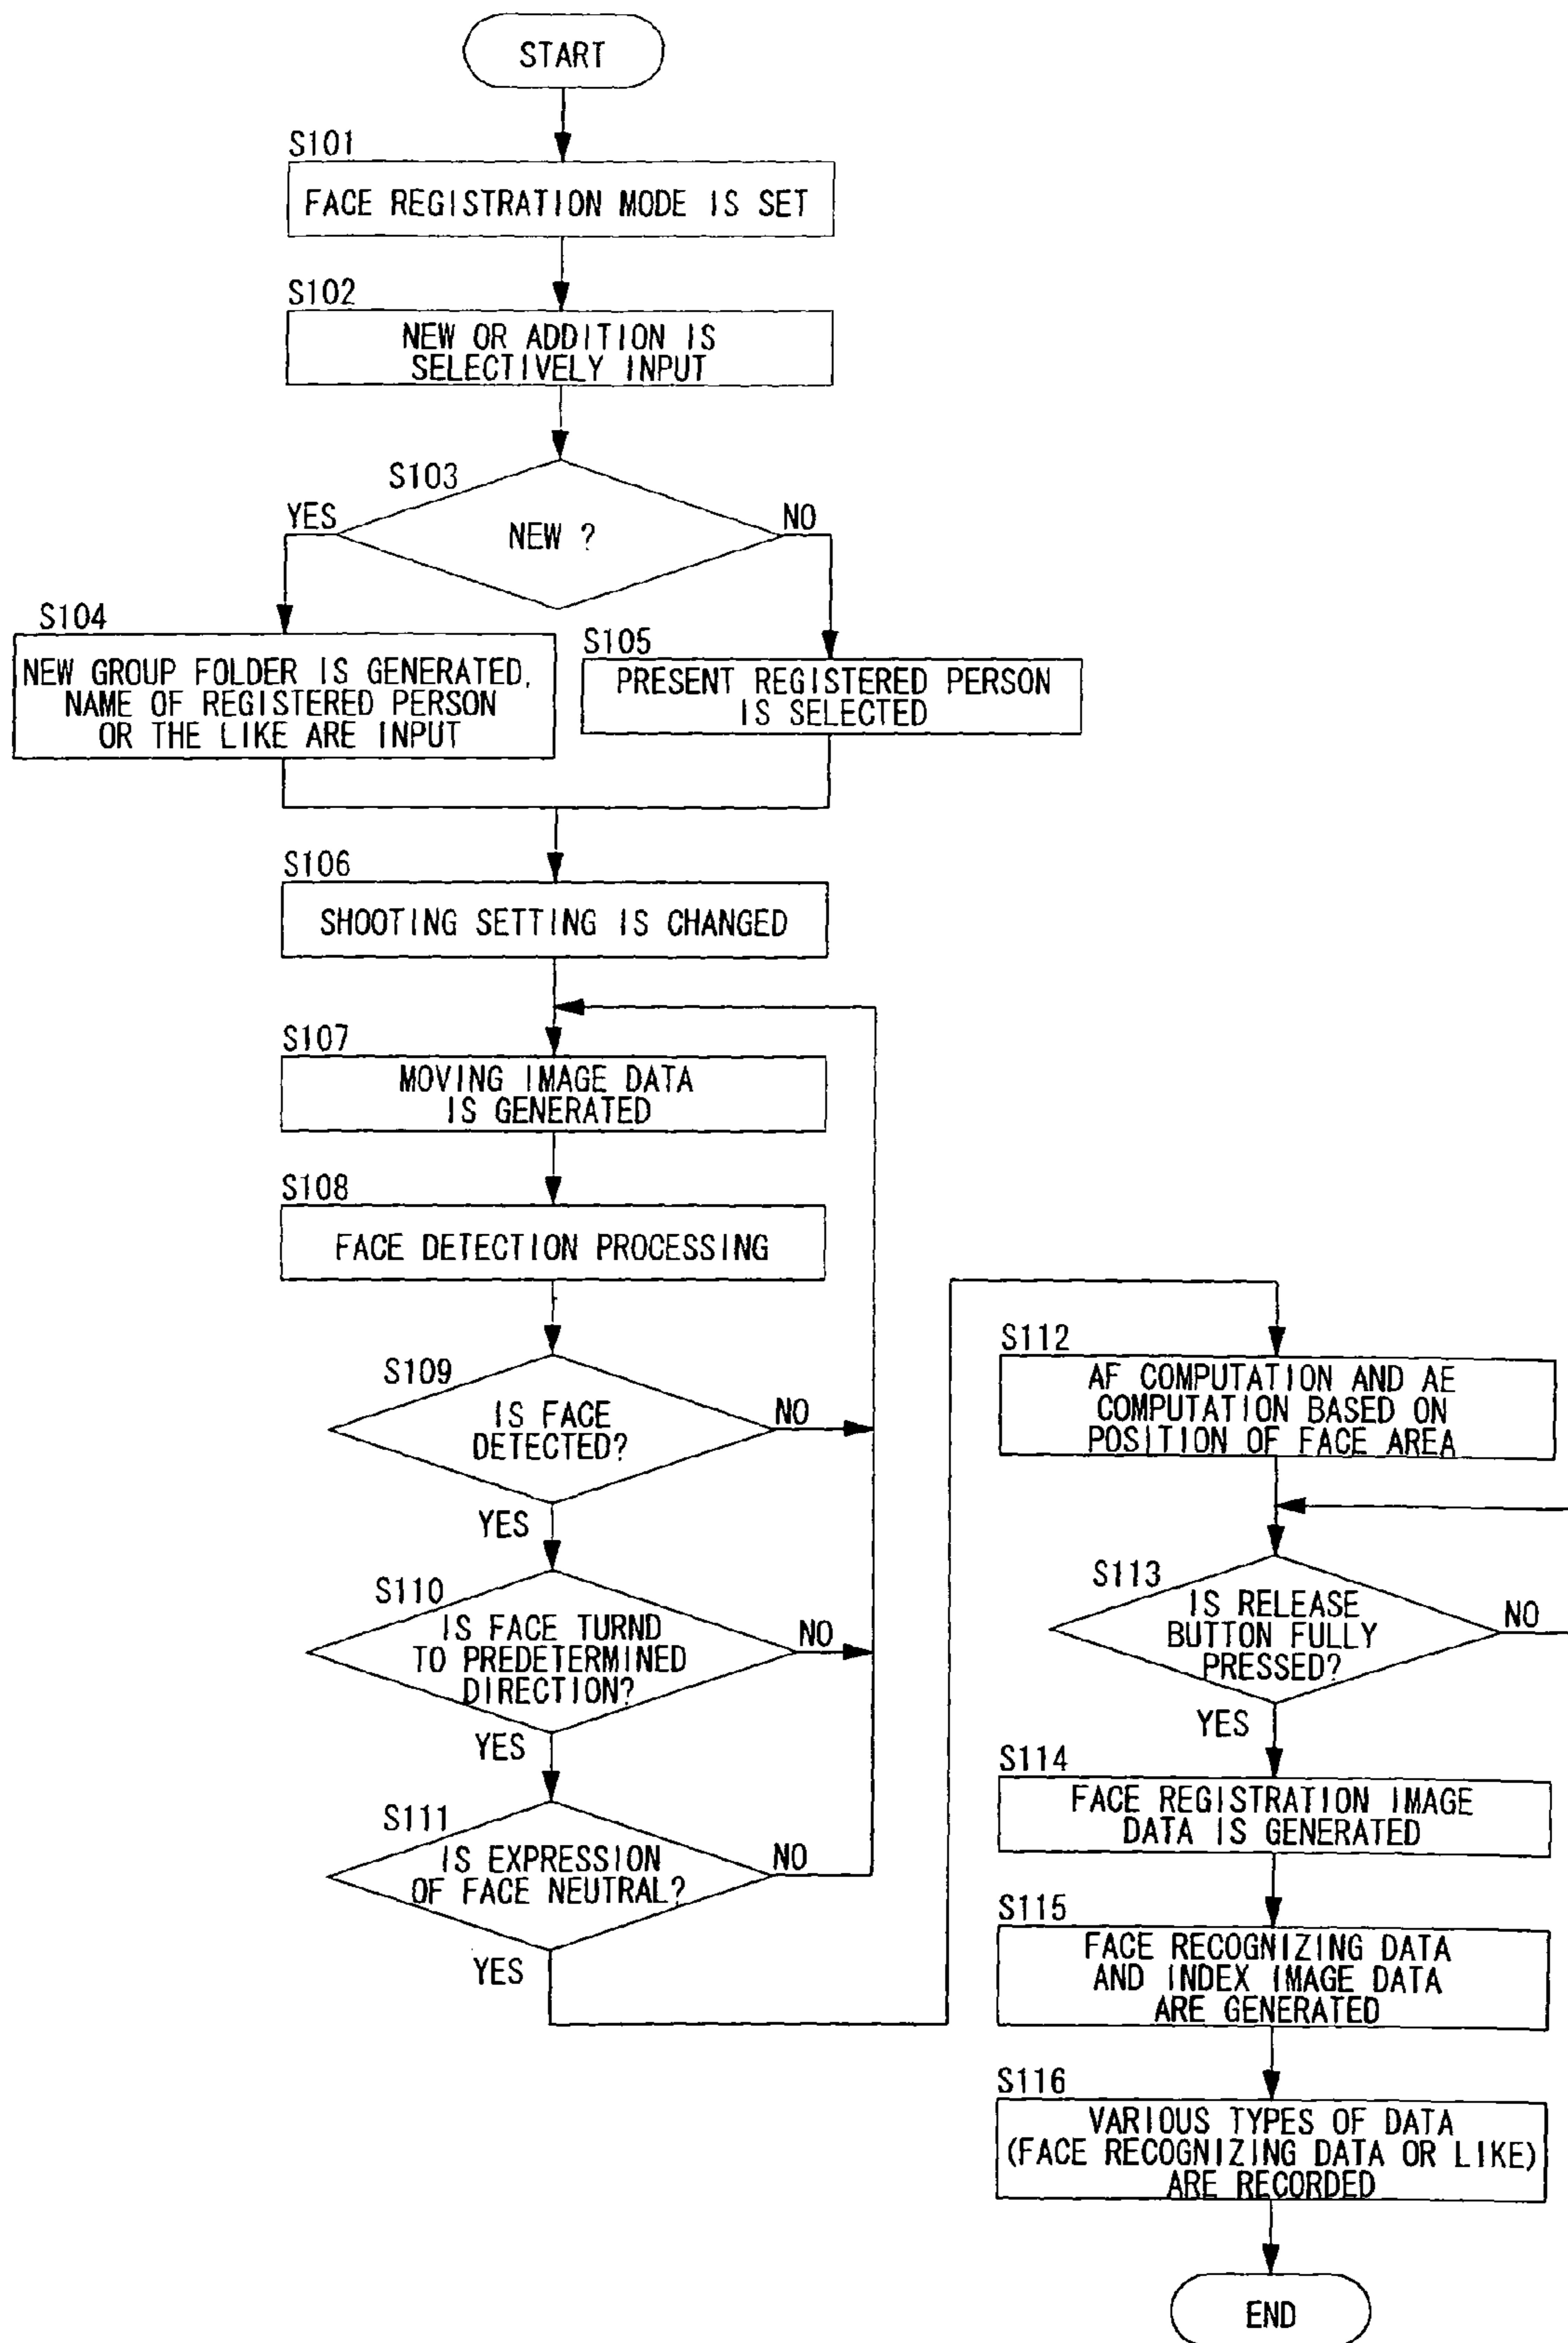 START
S101
FACE REGISTRATION MODE IS SET
S102
NEW OR ADDITION IS
SELECTIVELY INPUT
S103
YES
NEW ?
NO
S104
NEW GROUP FOLDER IS GENERATED,
NAME OF REGISTERED PERSON
OR THE LIKE ARE INPUT
S105
PRESENT REGISTERED PERSON
IS SELECTED
S106
SHOOTING SETTING IS CHANGED
S107
MOVING IMAGE DATA
IS GENERATED
S108
FACE DETECTION PROCESSING
S109
IS FACE
DETECTED?
NO
YES
S110
IS FACE TURND
TO PREDETERMINED
DIRECTION?
NO
YES
S111
IS EXPRESSION
OF FACE NEUTRAL?
NO
YES
S112
AF COMPUTATION AND AE
COMPUTATION BASED ON
POSITION OF FACE AREA
S113
IS RELEASE
BUTTON FULLY
PRESSED?
NO
YES
S114
FACE REGISTRATION IMAGE
DATA IS GENERATED
S115
FACE RECOGNIZING DATA
AND INDEX IMAGE DATA
ARE GENERATED
S116
VARIOUS TYPES OF DATA
(FACE RECOGNIZING DATA OR LIKE)
ARE RECORDED
END